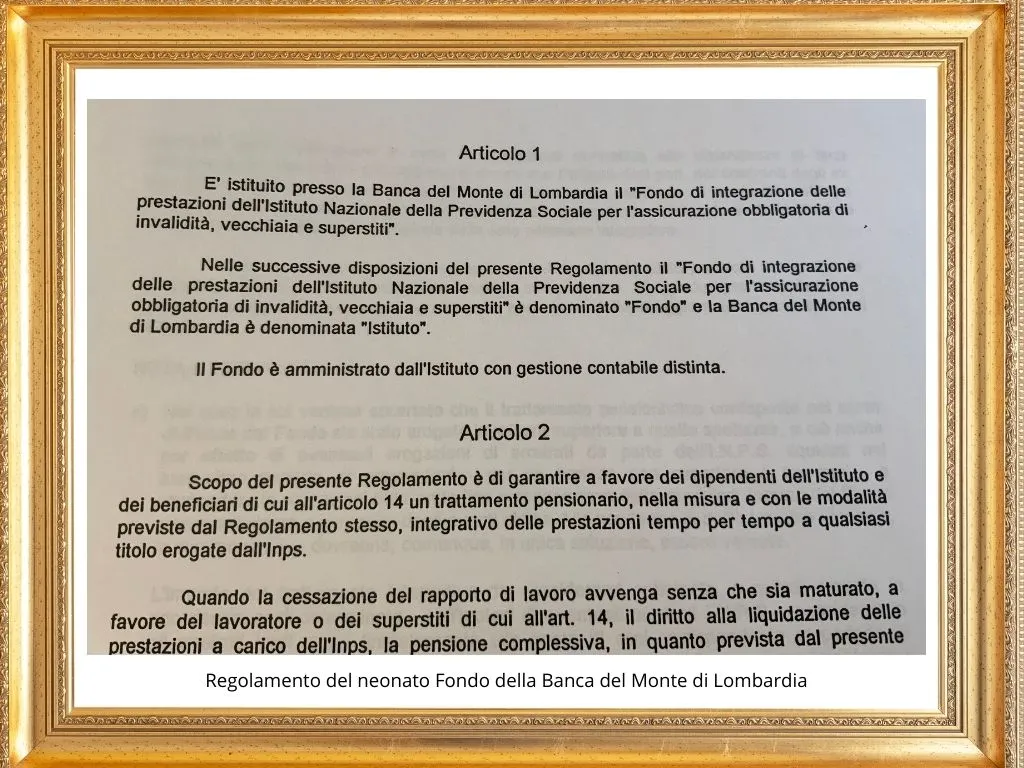 Articolo 1
E' istituito presso la Banca del Monte di Lombardia il "Fondo di integrazione delle
prestazioni dell'Istituto Nazionale della Previdenza Sociale per l'assicurazione obbligatoria di
invalidità, vecchiaia e superstiti".
Nelle successive disposizioni del presente Regolamento il "Fondo di integrazione
delle prestazioni dell'Istituto Nazionale della Previdenza Sociale per l'assicurazione
obbligatoria di invalidità, vecchiaia e superstiti" è denominato "Fondo" e la Banca del Monte
di Lombardia è denominata "Istituto".
Il Fondo è amministrato dall'Istituto con gestione contabile distinta.
Articolo 2
Scopo del presente Regolamento è di garantire a favore dei dipendenti dell'Istituto e
dei beneficiari di cui all'articolo 14 un trattamento pensionario, nella misura e con le modalità
previste dal Regolamento stesso, integrativo delle prestazioni tempo per tempo a qualsiasi
titolo erogate dall'Inps.
Quando la cessazione del rapporto di lavoro avvenga senza che sia maturato, a
favore del lavoratore o dei superstiti di cui all'art. 14, il diritto alla liquidazione delle
prestazioni a carico dell'Inps, la pensione complessiva, in quanto prevista dal presente
Regolamento del neonato Fondo della Banca del Monte di Lombardia